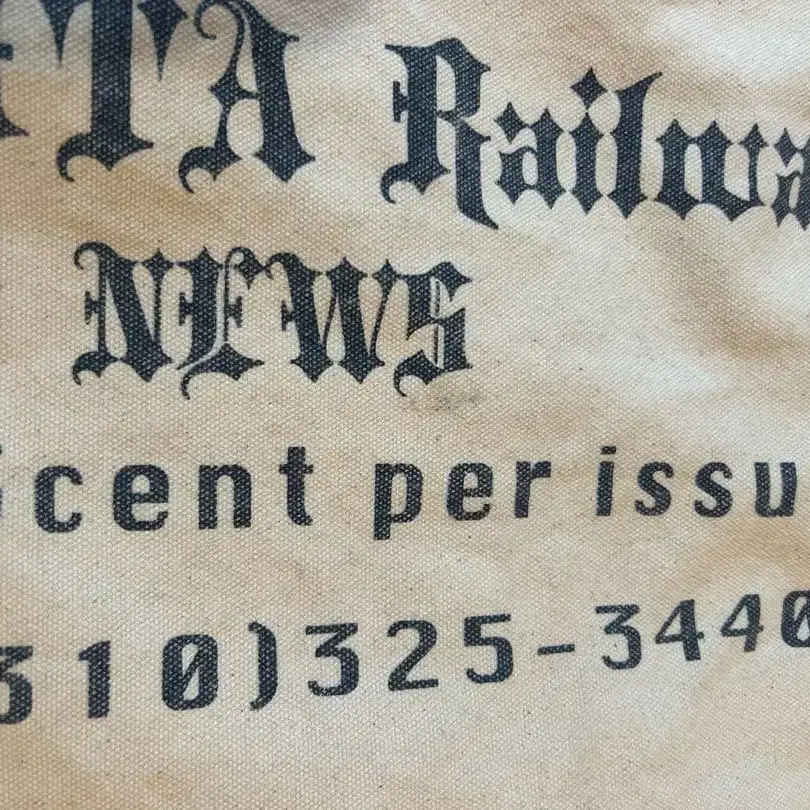 TA Railwa
NEWS
cent per issu
310)325-3440